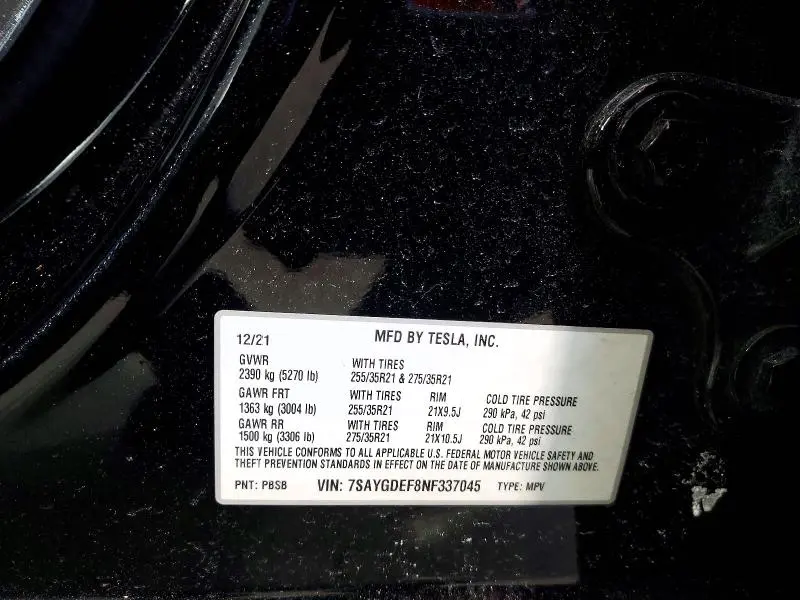 12/21 MFD BY TESLA, INC.
GVWR WITH TIRES
2390 kg (5270 lb) 255/35R21 & 275/35R21
GAWR FRT WITH TIRES RIM COLD TIRE PRESSURE
1363 kg (3004 lb) 255/35R21 21X9.5J 290 kPa, 42 psi
GAWR RR WITH TIRES RIM COLD TIRE PRESSURE
1500 kg (3306 lb) 275/35R21 21X10.5J 290 kPa, 42 psi
THIS VEHICLE CONFORMS TO ALL APPLICABLE U.S. FEDERAL MOTOR VEHICLE SAFETY AND
THEFT PREVENTION STANDARDS IN EFFECT ON THE DATE OF MANUFACTURE SHOWN ABOVE.
PNT: PBSB VIN: 7SAYGDEF8NF337045 TYPE: MPV